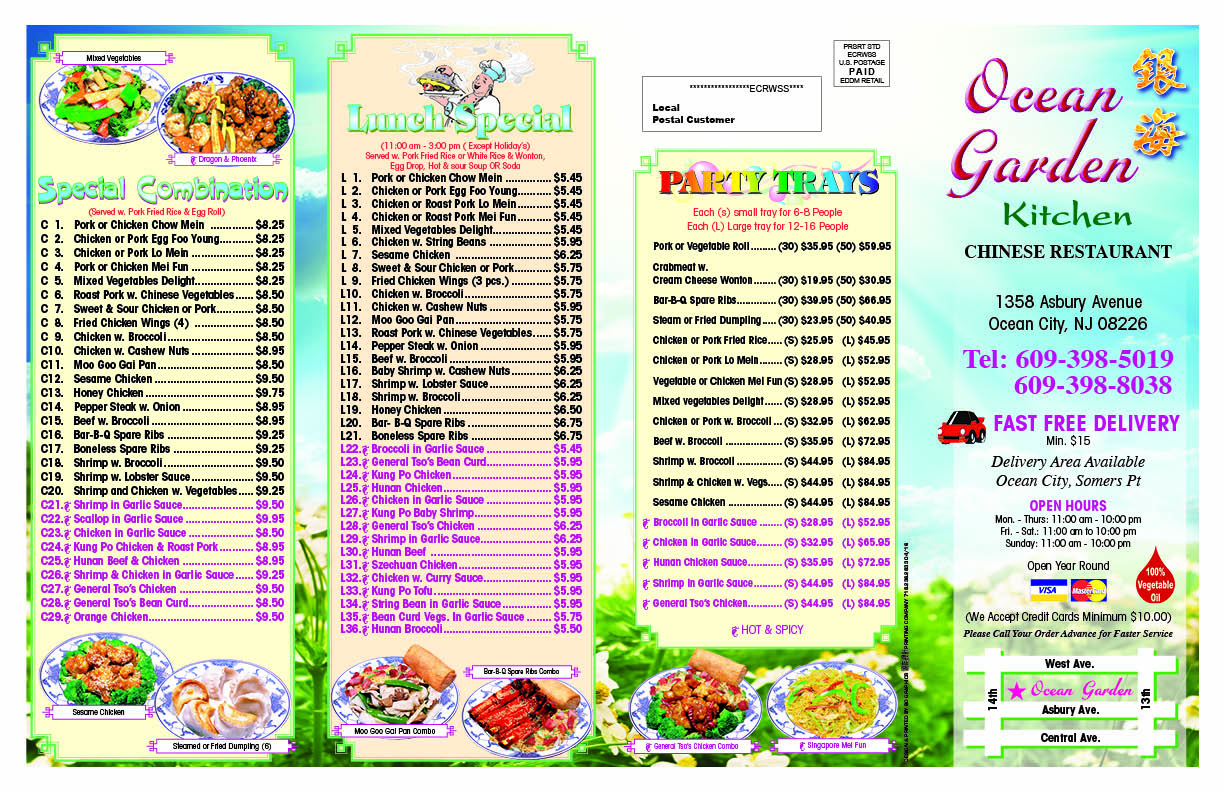 Mixed Vegetables
Dragon & Phoenix
Special Combination
(Served w. Pork Fried Rice & Egg Roll)
C 1. Pork or Chicken Chow Mein ............. $8.25
C 2. Chicken or Pork Egg Foo Young.......... $8.25
C 3. Chicken or Pork Lo Mein ................... $8.25
C 4. Pork or Chicken Mei Fun ................... $8.25
C 5. Mixed Vegetables Delight.................. $8.25
C 6. Roast Pork w. Chinese Vegetables ...... $8.50
C 7. Sweet & Sour Chicken or Pork........... $8.50
C 8. Fried Chicken Wings (4) .................. $8.50
C 9. Chicken w. Broccoli.......................... $8.50
C10. Chicken w. Cashew Nuts ................... $8.95
C11. Moo Goo Gai Pan............................. $8.50
C12. Sesame Chicken .............................. $9.50
C13. Honey Chicken ................................. $9.75
C14. Pepper Steak w. Onion ..................... $8.95
C15. Beef w. Broccoli ............................... $8.95
C16. Bar-B-Q Spare Ribs .......................... $9.25
C17. Boneless Spare Ribs ........................ $9.25
C18. Shrimp w. Broccoli........................... $9.50
C19. Shrimp w. Lobster Sauce................... $9.50
C20. Shrimp and Chicken w. Vegetables ..... $9.25
C21. Shrimp in Garlic Sauce...................... $9.50
C22. Scallop in Garlic Sauce ..................... $9.95
C23. Chicken in Garlic Sauce .................... $8.50
C24. Kung Po Chicken & Roast Pork .......... $8.95
C25. Hunan Beef & Chicken ...................... $8.95
C26. Shrimp & Chicken in Garlic Sauce ...... $9.25
C27. General Tso's Chicken ...................... $9.50
C28. General Tso's Bean Curd.................... $8.50
C29. Orange Chicken................................ $9.50
Sesame Chicken
Steamed or Fried Dumpling (6)
Lunch Special
(11:00 am - 3:00 pm ( Except Holiday's)
Served w. Pork Fried Rice or White Rice & Wonton,
Egg Drop, Hot & sour Soup OR Soda
L 1. Pork or Chicken Chow Mein .............. $5.45
L 2. Chicken or Pork Egg Foo Young.......... $5.45
L 3. Chicken or Roast Pork Lo Mein.......... $5.45
L 4. Chicken or Roast Pork Mei Fun .......... $5.45
L 5. Mixed Vegetables Delight.................. $5.45
L 6. Chicken w. String Beans ................... $5.95
L 7. Sesame Chicken .............................. $6.25
L 8. Sweet & Sour Chicken or Pork........... $5.75
L 9. Fried Chicken Wings (3 pcs.) ............ $5.75
L10. Chicken w. Broccoli.......................... $5.75
L11. Chicken w. Cashew Nuts ................... $5.95
L12. Moo Goo Gai Pan............................. $5.75
L13. Roast Pork w. Chinese Vegetables...... $5.75
L14. Pepper Steak w. Onion ..................... $5.95
L15. Beef w. Broccoli ............................... $5.95
L16. Baby Shrimp w. Cashew Nuts............ $6.25
L17. Shrimp w. Lobster Sauce................... $6.25
L18. Shrimp w. Broccoli........................... $6.25
L19. Honey Chicken ................................. $6.50
L20. Bar- B-Q Spare Ribs ......................... $6.75
L21. Boneless Spare Ribs ......................... $6.75
L22. Broccoli in Garlic Sauce .................... $5.45
L23. General Tso's Bean Curd.................... $5.95
L24. Kung Po Chicken............................... $5.95
L25. Hunan Chicken................................. $5.95
L26. Chicken in Garlic Sauce .................... $5.95
L27. Kung Po Baby Shrimp....................... $5.95
L28. General Tso's Chicken ...................... $6.25
L29. Shrimp in Garlic Sauce..................... $6.25
L30. Hunan Beef ..................................... $5.95
L31. Szechuan Chicken............................ $5.95
L32. Chicken w. Curry Sauce.................... $5.95
L33. Kung Po Tofu................................... $5.95
L34. String Bean in Garlic Sauce............... $5.95
L35. Bean Curd Vegs. In Garlic Sauce ....... $5.75
L36. Hunan Broccoli................................. $5.50
Bar-B-Q Spare Ribs Combo
Moo Goo Gai Pan Combo
PRSRT STD
ECRWSS
U.S. POSTAGE
PAID
EDDM RETAIL
*****************ECRWSS****
Local
Postal Customer
PARTY TRAYS
Each (s) small tray for 6-8 People
Each (L) Large tray for 12-16 People
Pork or Vegetable Roll ......... (30) $35.95 (50) $59.95
Crabmeat w.
Cream Cheese Wonton ....... (30) $19.95 (50) $30.95
Bar-B-Q Spare Ribs............. (30) $39.95 (50) $66.95
Steam or Fried Dumpling ..... (30) $23.95 (50) $40.95
Chicken or Pork Fried Rice..... (S) $25.95 (L) $45.95
Chicken or Pork Lo Mein....... (S) $28.95 (L) $52.95
Vegetable or Chicken Mei Fun (S) $28.95 (L) $52.95
Mixed vegetables Delight...... (S) $28.95 (L) $52.95
Chicken or Pork w. Broccoli ... (S) $32.95 (L) $62.95
Beef w. Broccoli ................... (S) $35.95 (L) $72.95
Shrimp w. Broccoli ............... (S) $44.95 (L) $84.95
Shrimp & Chicken w. Vegs..... (S) $44.95 (L) $84.95
Sesame Chicken .................. (S) $44.95 (L) $84.95
Broccoli in Garlic Sauce ....... (S) $28.95 (L) $52.95
Chicken in Garlic Sauce........ (S) $32.95 (L) $65.95
Hunan Chicken Sauce........... (S) $35.95 (L) $72.95
Shrimp in Garlic Sauce ......... (S) $44.95 (L) $84.95
General Tso's Chicken............ (S) $44.95 (L) $84.95
HOT & SPICY
General Tso's Chicken Combo
Singapore Mei Fun
Ocean
Garden
銀海
Kitchen
CHINESE RESTAURANT
1358 Asbury Avenue
Ocean City, NJ 08226
Tel: 609-398-5019
609-398-8038
FAST FREE DELIVERY
Min. $15
Delivery Area Available
Ocean City, Somers Pt
OPEN HOURS
Mon. - Thurs: 11:00 am - 10:00 pm
Fri. - Sat.: 11:00 am to 10:00 pm
Sunday: 11:00 am - 10:00 pm
Open Year Round
VISA
MasterCard
100%
Vegetable
Oil
(We Accept Credit Cards Minimum $10.00)
Please Call Your Order Advance for Faster Service
West Ave.
14th
Ocean Garden
13th
Asbury Ave.
Central Ave.